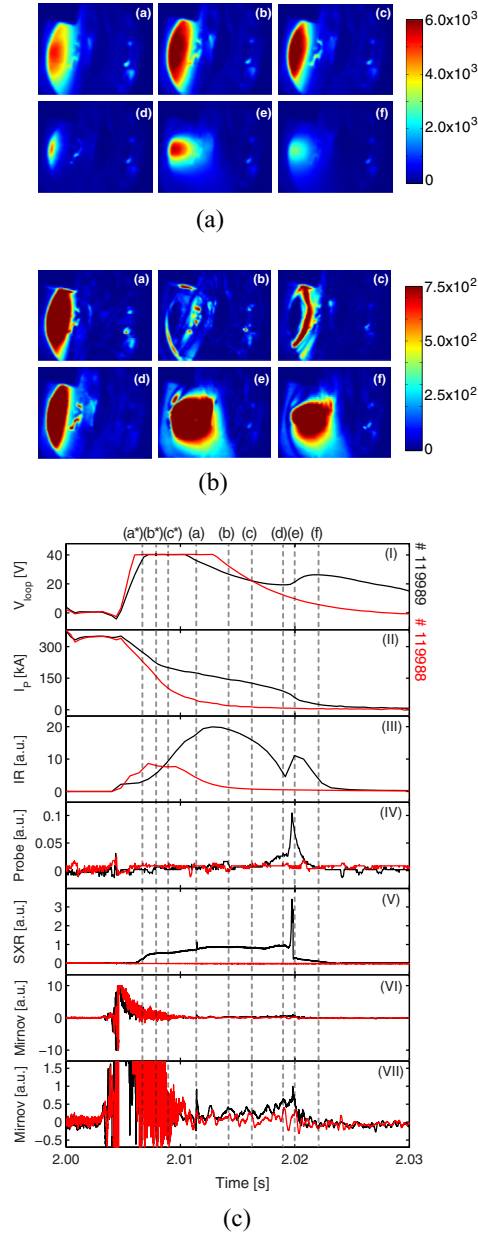 (a) (b) (c) 6.0x10³
4.0x10³
(d) (e) (f) 2.0x10³
0
(a)
(a) (b) (c) 7.5x10²
5.0x10²
(d) (e) (f) 2.5x10²
0
(b)
(a*) (b*) (c*) (a) (b) (c) (d) (e) (f)
40 (I)
20
0
V_loop [V]
# 119989
300 (II)
150
0
I_P [kA]
# 119988
20 (III)
10
0
IR [a.u.]
0.1 (IV)
0.05
0
Probe [a.u.]
3 (V)
2
1
0
SXR [a.u.]
10 (VI)
0
−10
Mirnov [a.u.]
1.5 (VII)
1
0.5
0
−0.5
Mirnov [a.u.]
2.00 2.01 2.02 2.03
Time [s]
(c)